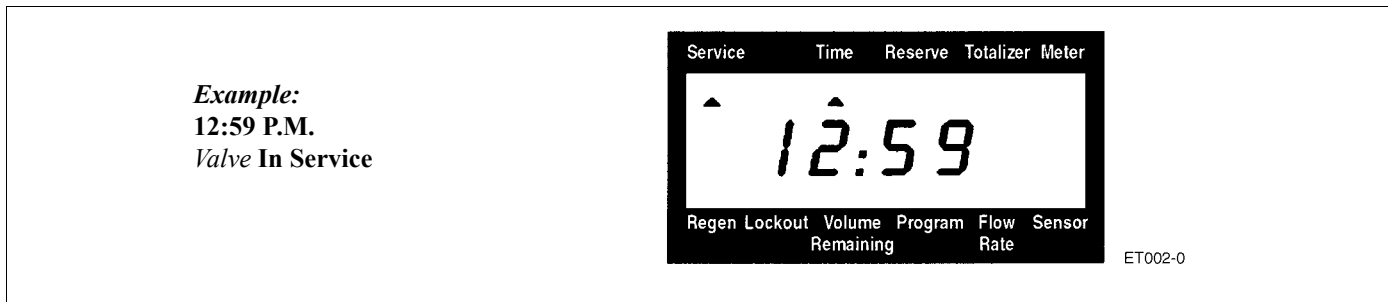 Example:
12:59 P.M.
Valve In Service
Service Time Reserve Totalizer Meter
12:59
Regen Lockout Volume Remaining Program Flow Rate Sensor
ET002-0